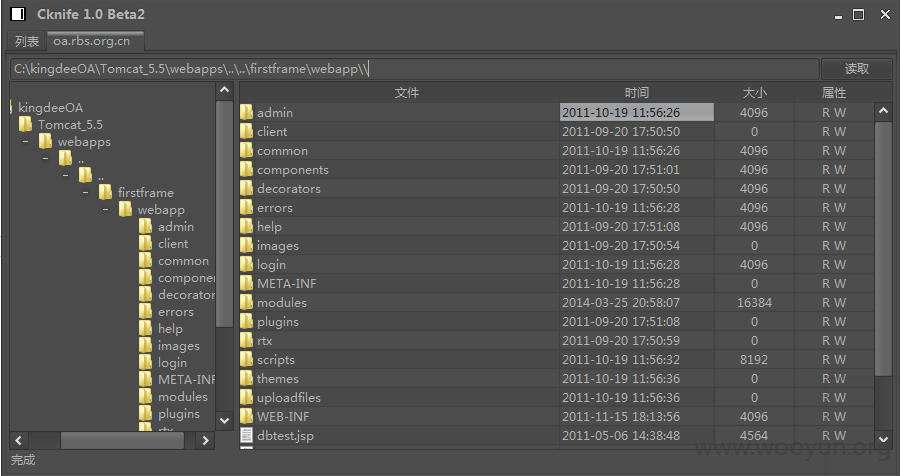 Cknife 1.0 Beta2
列表 oa.rbs.org.cn
C:\kingdeeOA\Tomcat_5.5\webapps\..\..\firstframe\webapp\\ 读取
kingdeeOA
Tomcat_5.5
webapps
..
..
firstframe
webapp
admin
client
common
compone
decorator
errors
help
images
login
META-INF
modules
plugins
rtx
文件 时间 大小 属性
admin 2011-10-19 11:56:26 4096 R W
client 2011-09-20 17:50:50 0 R W
common 2011-10-19 11:56:26 4096 R W
components 2011-09-20 17:51:01 4096 R W
decorators 2011-09-20 17:50:50 4096 R W
errors 2011-10-19 11:56:28 4096 R W
help 2011-09-20 17:51:08 4096 R W
images 2011-09-20 17:50:54 0 R W
login 2011-10-19 11:56:28 4096 R W
META-INF 2011-10-19 11:56:28 0 R W
modules 2014-03-25 20:58:07 16384 R W
plugins 2011-09-20 17:51:08 0 R W
rtx 2011-09-20 17:50:59 0 R W
scripts 2011-10-19 11:56:32 8192 R W
themes 2011-10-19 11:56:36 0 R W
uploadfiles 2011-10-19 11:56:36 0 R W
WEB-INF 2011-11-15 18:13:56 4096 R W
dbtest.jsp 2011-05-06 14:38:48 4564 R W
完成
www.wooyun.org